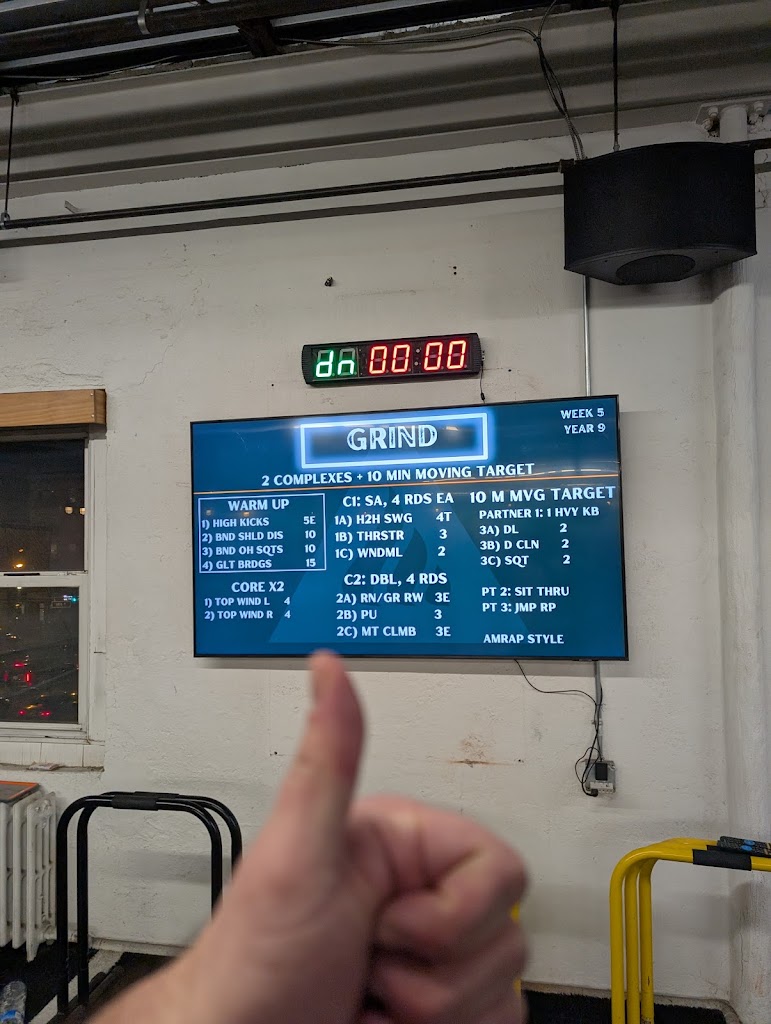 dn 00:00
GRIND
WEEK 5
YEAR 9
2 COMPLEXES + 10 MIN MOVING TARGET
WARM UP
1) HIGH KICKS 5E
2) BND SHLD DIS 10
3) BND OH SQTS 10
4) GLT BRDGS 15
CORE X2
1) TOP WIND L 4
2) TOP WIND R 4
C1: SA, 4 RDS EA
1A) H2H SWG 4T
1B) THRSTR 3
1C) WNDML 2
C2: DBL, 4 RDS
2A) RN/GR RW 3E
2B) PU 3
2C) MT CLMB 3E
10 M MVG TARGET
PARTNER 1: 1 HVY KB
3A) DL 2
3B) D CLN 2
3C) SQT 2
PT 2: SIT THRU
PT 3: JMP RP
AMRAP STYLE